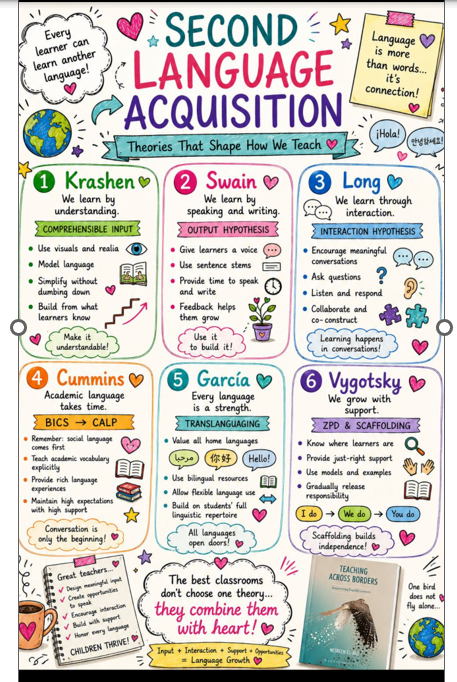 Every
learner can
learn another
language!
SECOND
LANGUAGE
ACQUISITION
Theories That Shape How We Teach
Language
is more
than words...
it's
connection!
¡Hola!
안녕하세요!
1 Krashen
We learn by
understanding.
COMPREHENSIBLE INPUT
Use visuals and realia
Model language
Simplify without
dumbing down
Build from what
learners know
Make it
understandable!
2 Swain
We learn by
speaking and writing.
OUTPUT HYPOTHESIS
Give learners a voice
Use sentence stems
Provide time to speak
and write
Feedback helps
them grow
Use it
to build it!
3 Long
We learn through
interaction.
INTERACTION HYPOTHESIS
Encourage meaningful
conversations
Ask questions
?
Listen and respond
Collaborate and
co-construct
Learning happens
in conversations!
4 Cummins
Academic language
takes time.
BICS → CALP
Remember: social language
comes first
Teach academic vocabulary
explicitly
Provide rich language
experiences
Maintain high expectations
with high support
Conversation is
only the beginning!
5 García
Every language
is a strength.
TRANSLANGUAGING
Value all home languages
مرحبا 你好 Hello!
Use bilingual resources
Allow flexible language use
Build on students' full
linguistic repertoire
All languages
open doors!
6 Vygotsky
We grow with
support.
ZPD & SCAFFOLDING
Know where learners are
Provide just-right support
Use models and examples
Gradually release
responsibility
I do → We do → You do
Scaffolding builds
independence!
Great teachers...
Design meaningful input
Create opportunities
to speak
Encourage interaction
Build with support
Honor every language
CHILDREN THRIVE!
The best classrooms
don't choose one theory...
they combine them
with heart!
Input + Interaction + Support + Opportunities
= Language Growth
TEACHING
ACROSS BORDERS
One bird
does not
fly alone...